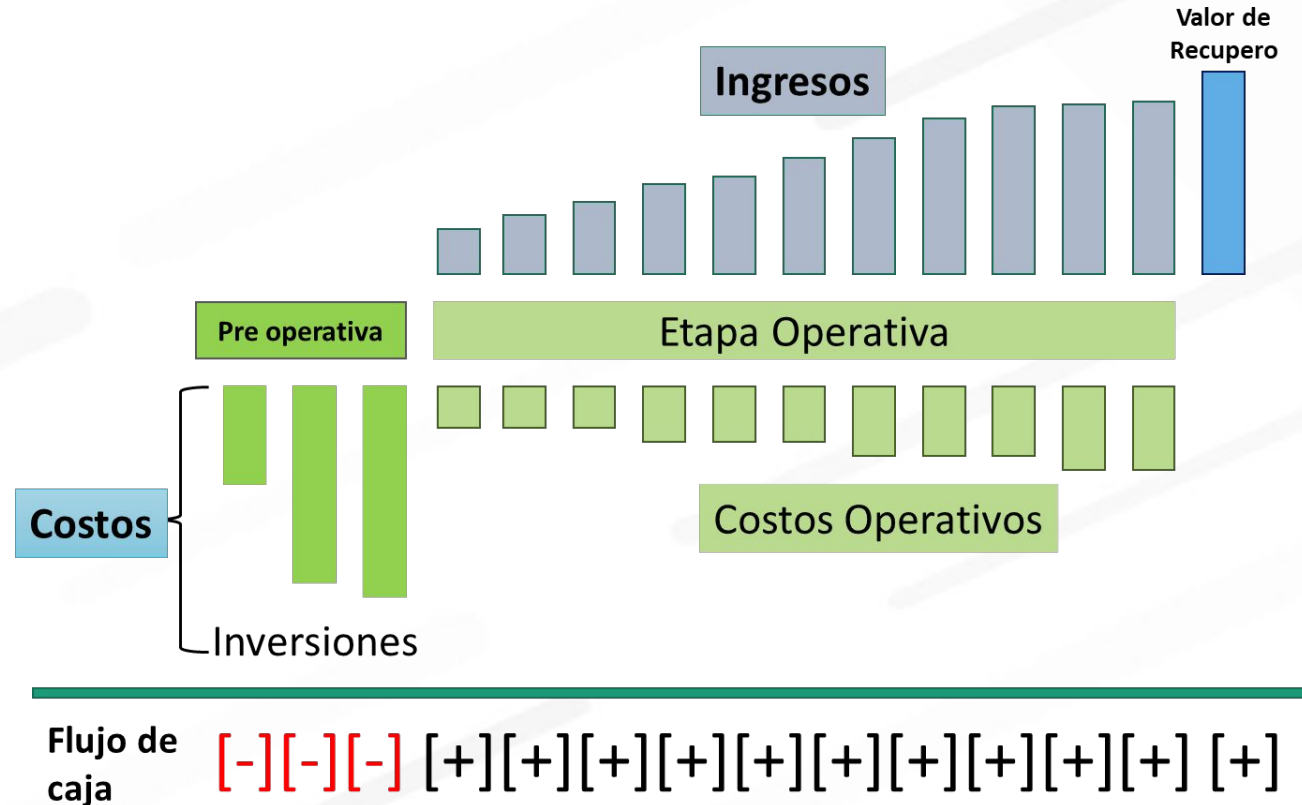 Valor de
Recupero
Ingresos
Pre operativa
Etapa Operativa
Costos
Costos Operativos
Inversiones
Flujo de
caja
[-][-][-] [+][+][+][+][+][+][+][+][+][+] [+]